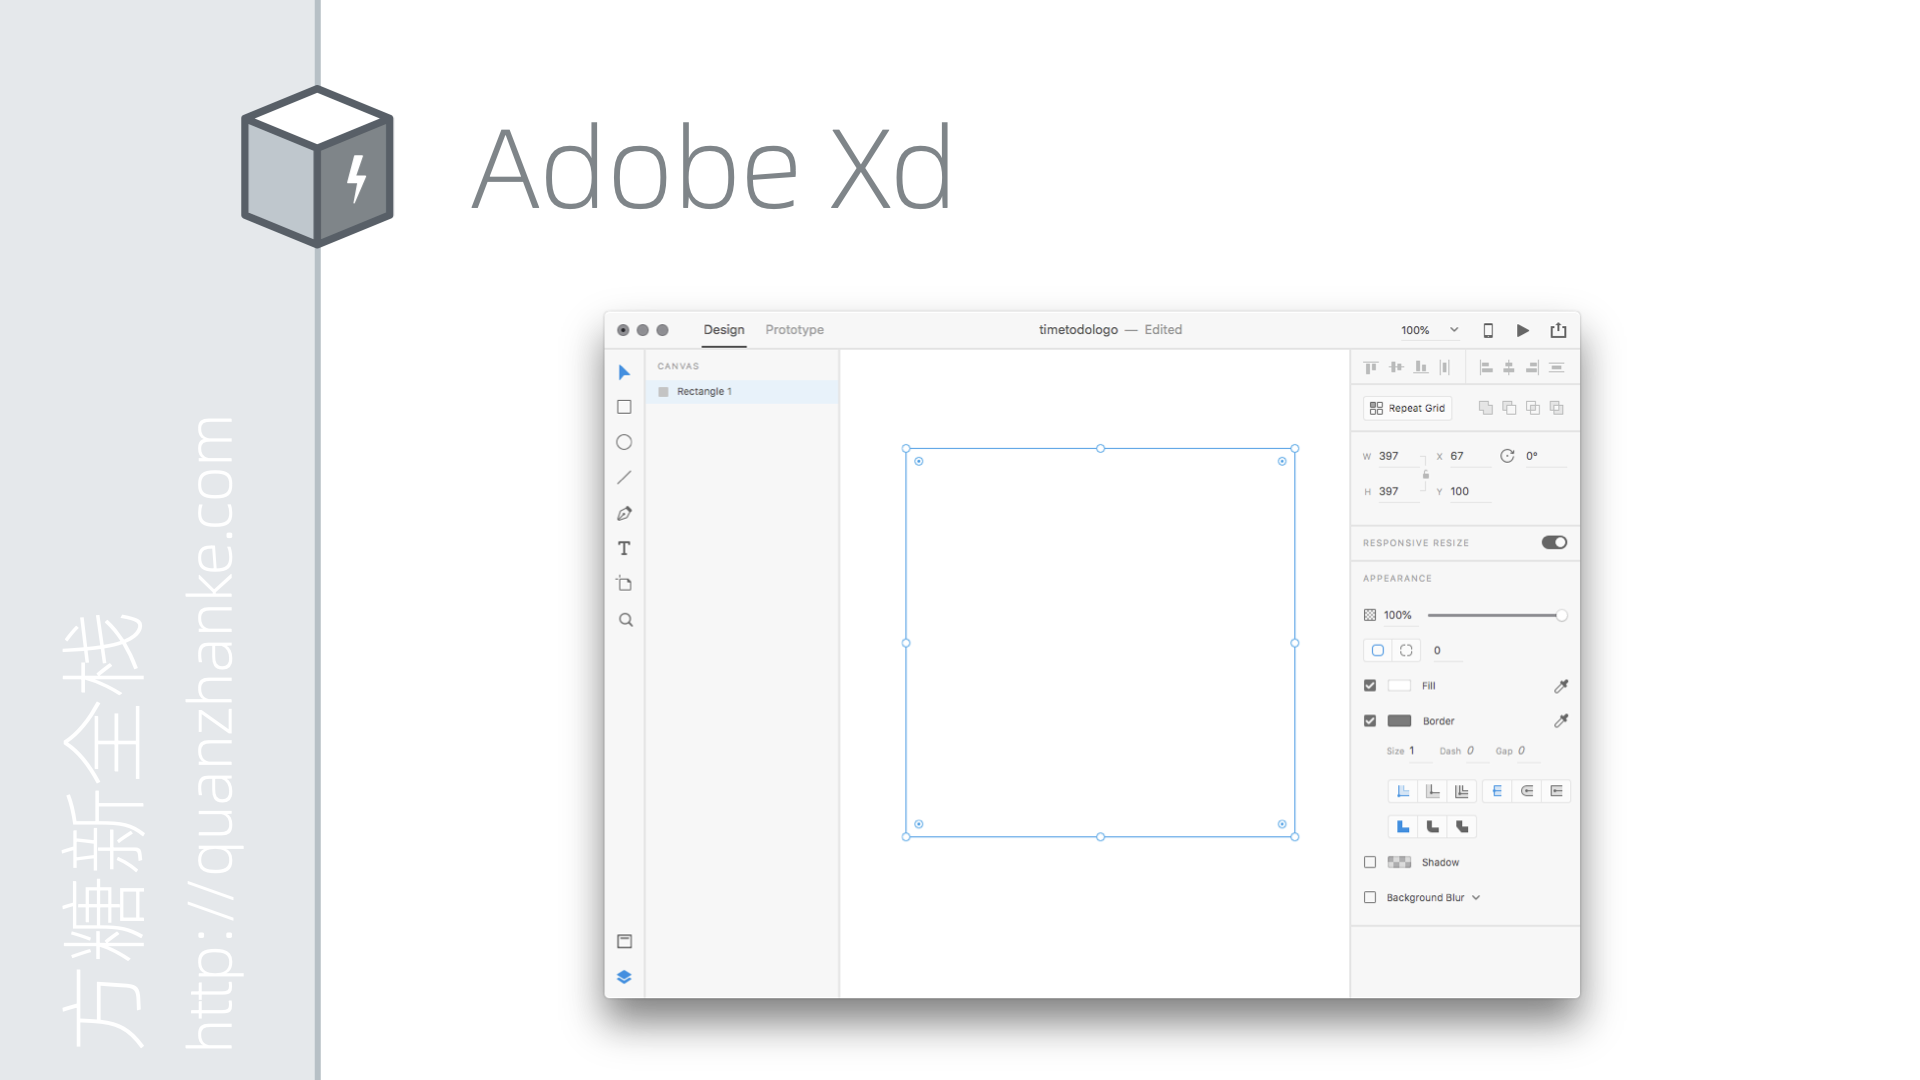 Adobe Xd
方糖新全栈
http://quanzhanke.com
Design
Prototype
timetodologo — Edited
100%
CANVAS
Rectangle 1
Repeat Grid
W 397
X 67
0°
H 397
Y 100
RESPONSIVE RESIZE
APPEARANCE
100%
0
Fill
Border
Size 1
Dash 0
Gap 0
Shadow
Background Blur